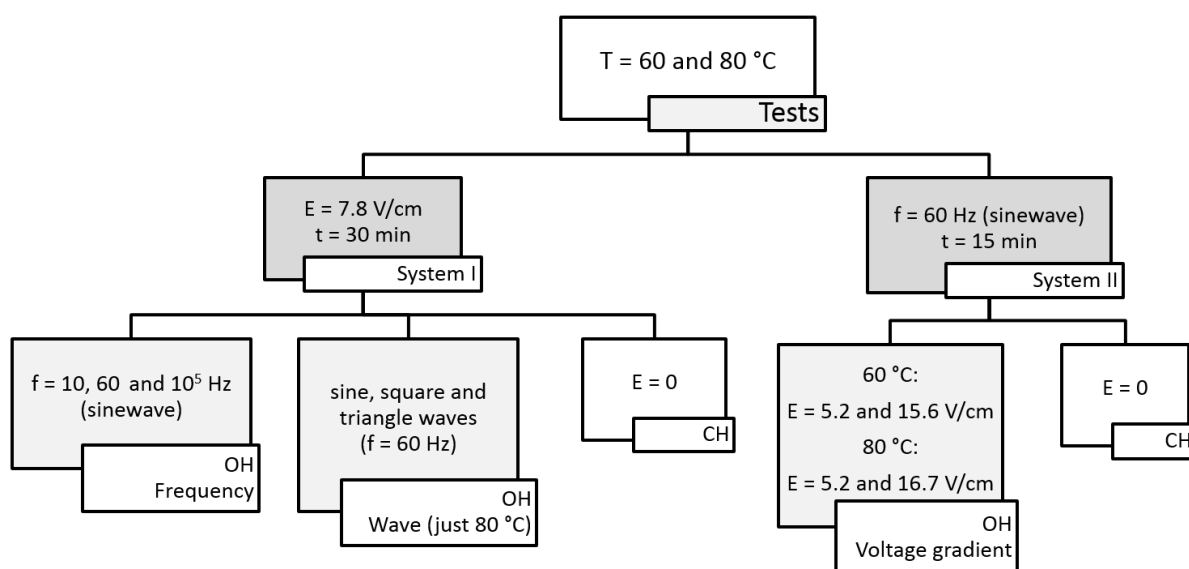 T = 60 and 80 °C
Tests
E = 7.8 V/cm
t = 30 min
System I
f = 60 Hz (sinewave)
t = 15 min
System II
f = 10, 60 and 10⁵ Hz
(sinewave)
OH
Frequency
sine, square and
triangle waves
(f = 60 Hz)
OH
Wave (just 80 °C)
E = 0
CH
60 °C:
E = 5.2 and 15.6 V/cm
80 °C:
E = 5.2 and 16.7 V/cm
OH
Voltage gradient
E = 0
CH